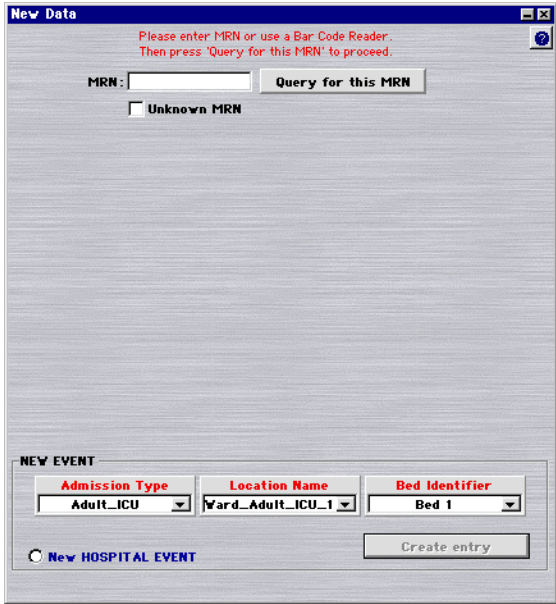 New Data
Please enter MRN or use a Bar Code Reader.
Then press 'Query for this MRN' to proceed.
?
MRN: Query for this MRN
Unknown MRN
NEW EVENT
Admission Type Location Name Bed Identifier
Adult_ICU Ward_Adult_ICU_1 Bed 1
New HOSPITAL EVENT Create entry